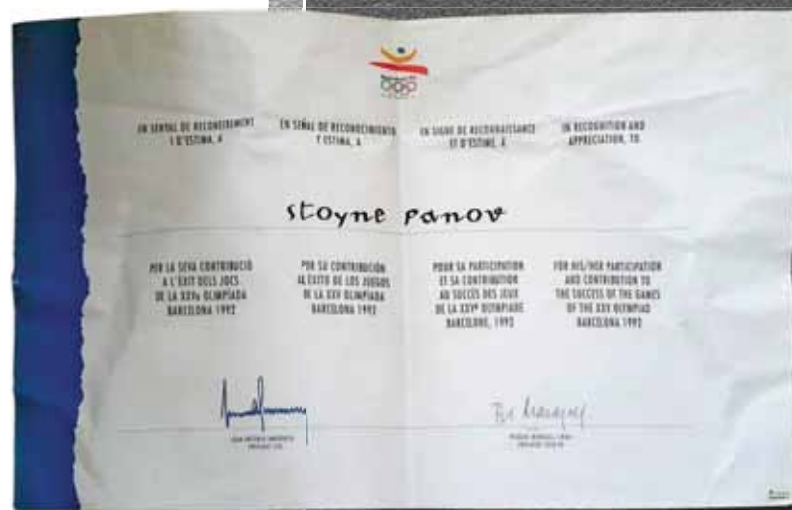 EN SENYAL DE RECONEIXEMENT
I D'ESTIMA, A
EN SEÑAL DE RECONOCIMIENTO
Y ESTIMA, A
EN SIGNE DE RECONNAISSANCE
ET D'ESTIME, A
IN RECOGNITION AND
APPRECIATION, TO
Stoyne Panov
PER LA SEVA CONTRIBUCIÓ
A L'ÈXIT DELS JOCS
DE LA XXVa OLIMPÍADA
BARCELONA 1992
POR SU CONTRIBUCIÓN
AL ÉXITO DE LOS JUEGOS
DE LA XXV OLIMPÍADA
BARCELONA 1992
POUR SA PARTICIPATION
ET SA CONTRIBUTION
AU SUCCÈS DES JEUX
DE LA XXVe OLYMPIADE
BARCELONE, 1992
FOR HIS/HER PARTICIPATION
AND CONTRIBUTION TO
THE SUCCESS OF THE GAMES
OF THE XXV OLYMPIAD
BARCELONA 1992